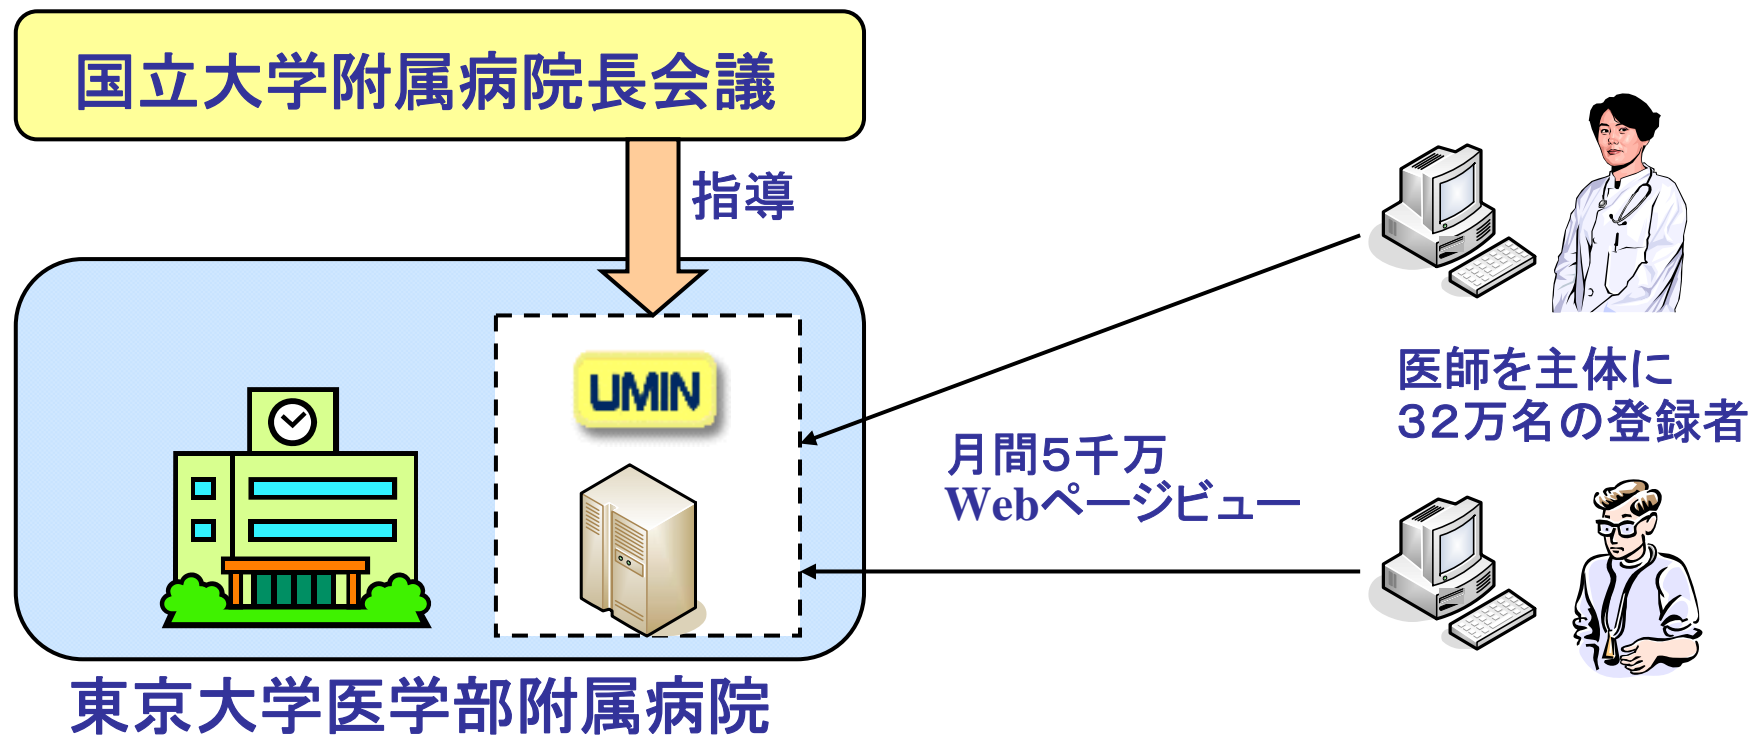 国立大学附属病院長会議
指導
UMIN
医師を主体に
32万名の登録者
月間5千万
Webページビュー
東京大学医学部附属病院